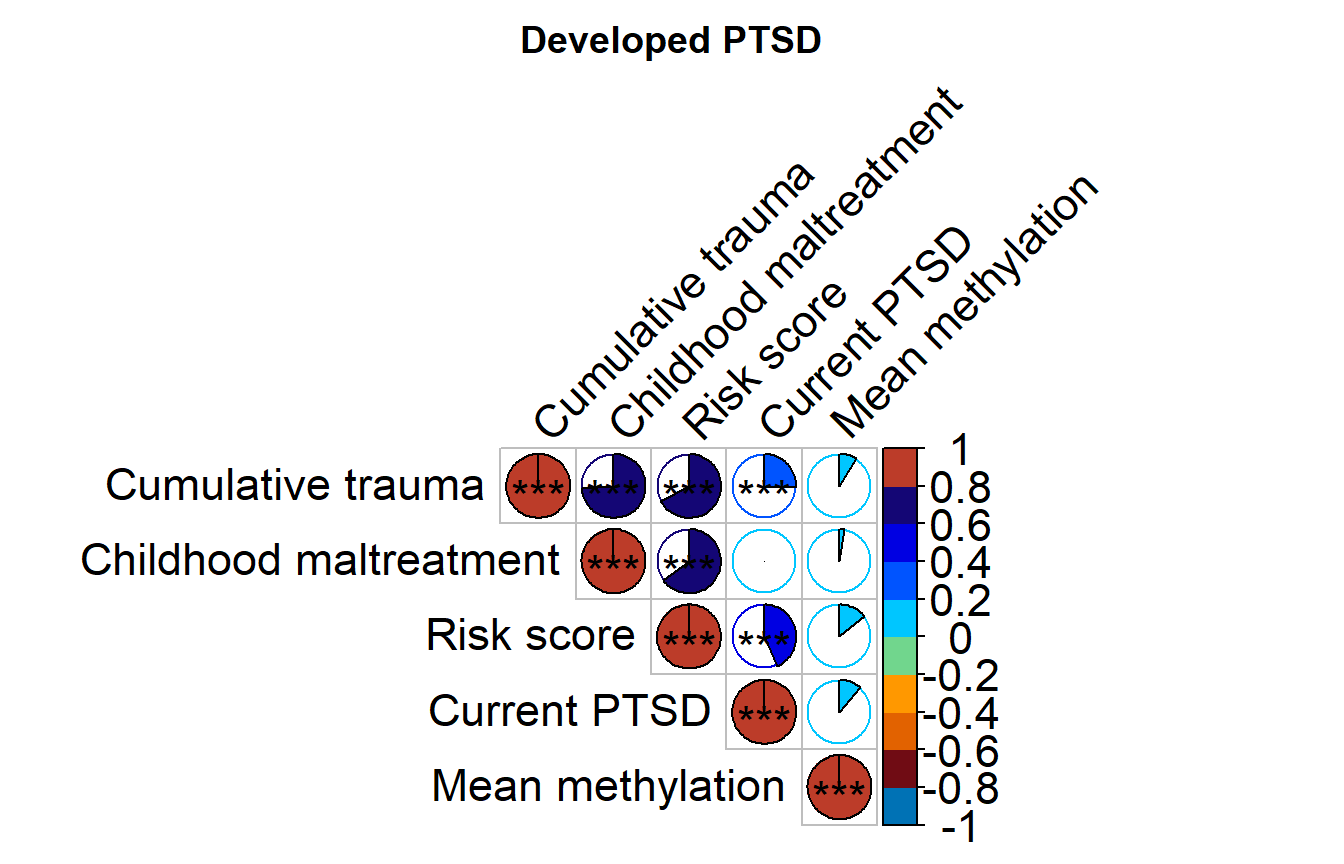 Developed PTSD
Cumulative trauma
Childhood maltreatment
Risk score
Current PTSD
Mean methylation
Cumulative trauma *** *** *** ***
Childhood maltreatment *** ***
Risk score *** ***
Current PTSD ***
Mean methylation ***
1
0.8
0.6
0.4
0.2
0
-0.2
-0.4
-0.6
-0.8
-1